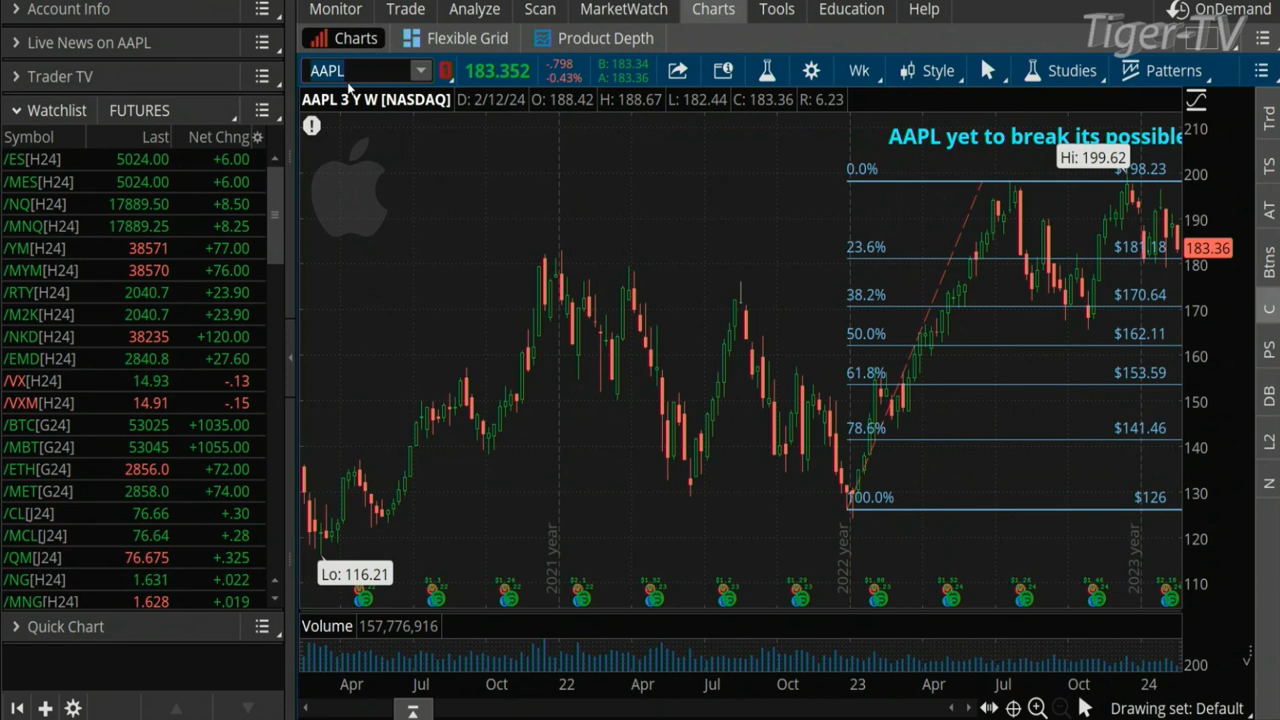 Account Info
Monitor Trade Analyze Scan MarketWatch Charts Tools Education Help
OnDemand
Tiger-TV
Live News on AAPL
Charts Flexible Grid Product Depth
Trader TV
AAPL 183.352 -.798 -0.43% B: 183.34 A: 183.36 Wk Style Studies Patterns
Watchlist FUTURES
AAPL 3 Y W [NASDAQ] D: 2/12/24 O: 188.42 H: 188.67 L: 182.44 C: 183.36 R: 6.23
Symbol Last Net Chng
/ES[H24] 5024.00 +6.00
/MES[H24] 5024.00 +6.00
/NQ[H24] 17889.50 +8.50
/MNQ[H24] 17889.25 +8.25
/YM[H24] 38571 +77.00
/MYM[H24] 38570 +76.00
/RTY[H24] 2040.7 +23.90
/M2K[H24] 2040.7 +23.90
/NKD[H24] 38235 +120.00
/EMD[H24] 2840.8 +27.60
/VX[H24] 14.93 -.13
/VXM[H24] 14.91 -.15
/BTC[G24] 53025 +1035.00
/MBT[G24] 53045 +1055.00
/ETH[G24] 2856.0 +72.00
/MET[G24] 2858.0 +74.00
/CL[J24] 76.66 +.30
/MCL[J24] 76.64 +.28
/QM[J24] 76.675 +.325
/NG[H24] 1.631 +.022
/MNG[H24] 1.628 +.019
Quick Chart
AAPL yet to break its possible
Hi: 199.62
0.0% 98.23
23.6% $181.18
38.2% $170.64
50.0% $162.11
61.8% $153.59
78.6% $141.46
100.0% $126
Lo: 116.21
2021 year
2022 year
2023 year
210
200
190
183.36
180
170
160
150
140
130
120
110
Volume 157,776,916
200
Apr Jul Oct 22 Apr Jul Oct 23 Apr Jul Oct 24
Drawing set: Default
Trd
TS
AT
Btns
C
PS
DB
L2
N